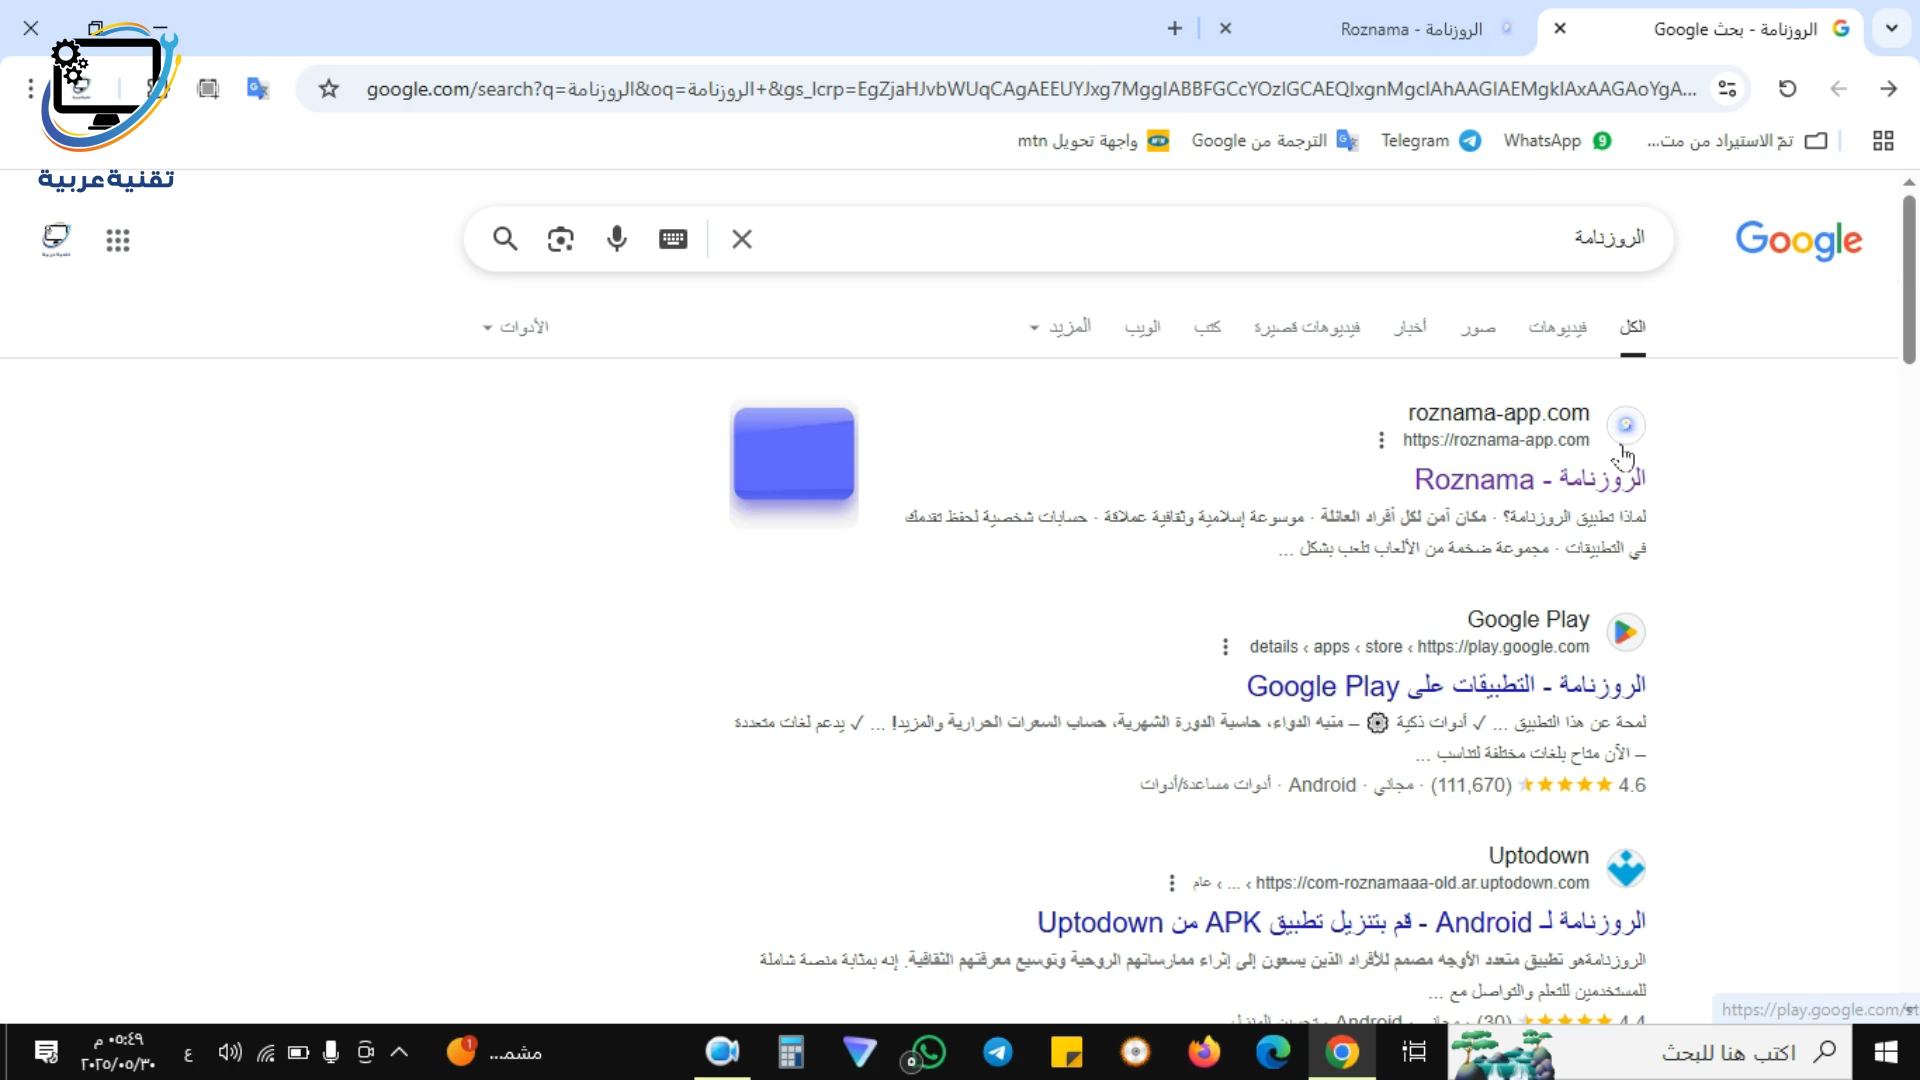 الروزنامة - بحث Google
الروزنامة - Roznama
google.com/search?q=الروزنامة&oq=الروزنامة+&gs_lcrp=EgZjaHJvbWUqCAgAEEUYJxg7MggIABBFGCcYOzIGCAEQIxgnMgcIAhAAGIAEMgkIAxAAGAoYgA...
تمّ الاستيراد من مت...
WhatsApp
Telegram
الترجمة من Google
واجهة تحويل mtn
تقنية عربية
الروزنامة
Google
الكل
فيديوهات
صور
أخبار
فيديوهات قصيرة
كتب
الويب
المزيد
الأدوات
roznama-app.com
https://roznama-app.com
الروزنامة - Roznama
لماذا تطبيق الروزنامة؟ · مكان آمن لكل أفراد العائلة · موسوعة إسلامية وثقافية عملاقة · حسابات شخصية لحفظ تقدمك
في التطبيقات · مجموعة ضخمة من الألعاب تلعب بشكل ...
Google Play
https://play.google.com › store › apps › details
الروزنامة - التطبيقات على Google Play
لمحة عن هذا التطبيق ... ✓ أدوات ذكية ⚙ – منبه الدواء، حاسبة الدورة الشهرية، حساب السعرات الحرارية والمزيد! ... ✓ يدعم لغات متعددة
– الآن متاح بلغات مختلفة لتناسب ...
4.6 ★★★★★ (111,670) · مجاني · Android · أدوات مساعدة/أدوات
Uptodown
https://com-roznamaaa-old.ar.uptodown.com › ... › عام
الروزنامة لـ Android - قم بتنزيل تطبيق APK من Uptodown
الروزنامةهو تطبيق متعدد الأوجه مصمم للأفراد الذين يسعون إلى إثراء ممارساتهم الروحية وتوسيع معرفتهم الثقافية. إنه بمثابة منصة شاملة
للمستخدمين للتعلم والتواصل مع ...
4.4 ★★★★★ (30) · مجاني · Android · تحسين المنزل
https://play.google.com/st
اكتب هنا للبحث
مشمـ...
ع
٠٥:٤٩ م
٢٠٢٥/٠٥/٣٠